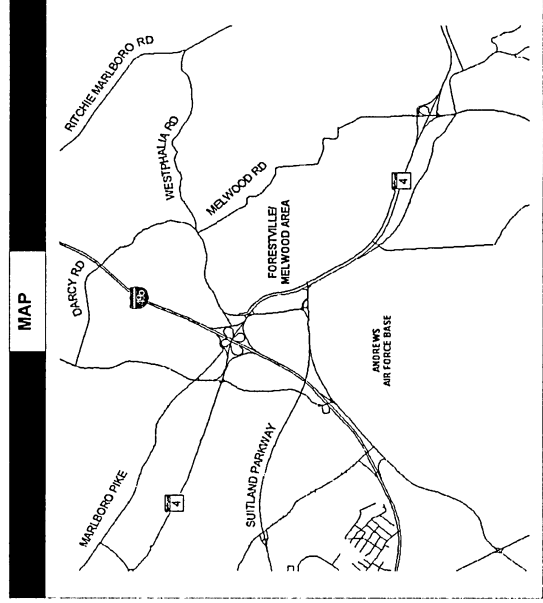 MAP
DARCY RD
MARLBORO PIKE
RITCHIE MARLBORO RD
4
WESTPHALIA RD
MELWOOD RD
SUITLAND PARKWAY
FORESTVILLE/
MELWOOD AREA
ANDREWS
AIR FORCE BASE
4